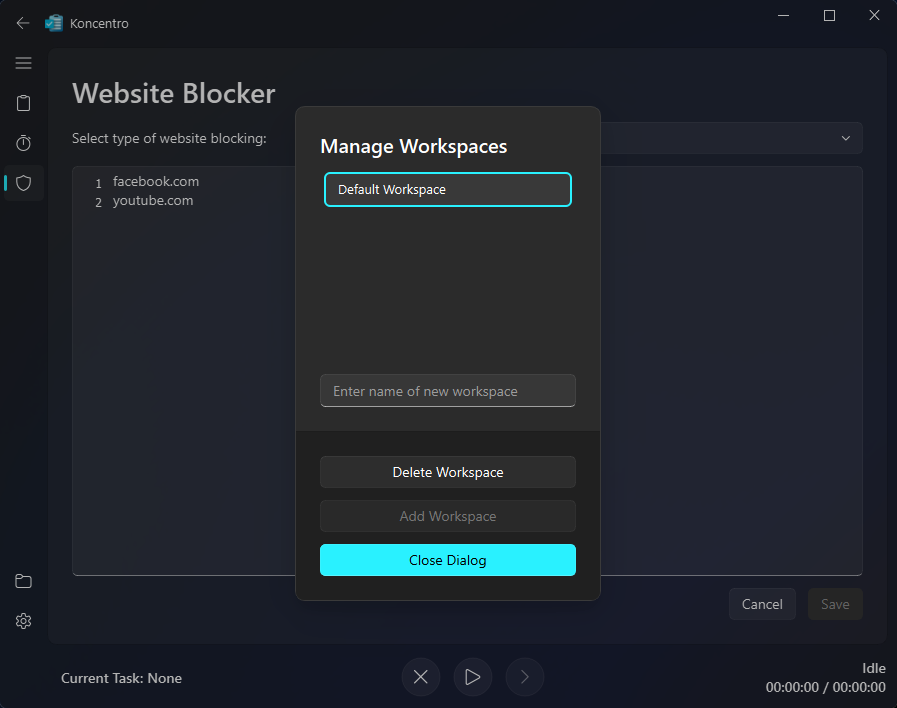 Koncentro
Website Blocker
Select type of website blocking:
1 facebook.com
2 youtube.com
Manage Workspaces
Default Workspace
Enter name of new workspace
Delete Workspace
Add Workspace
Close Dialog
Cancel
Save
Current Task: None
Idle
00:00:00 / 00:00:00